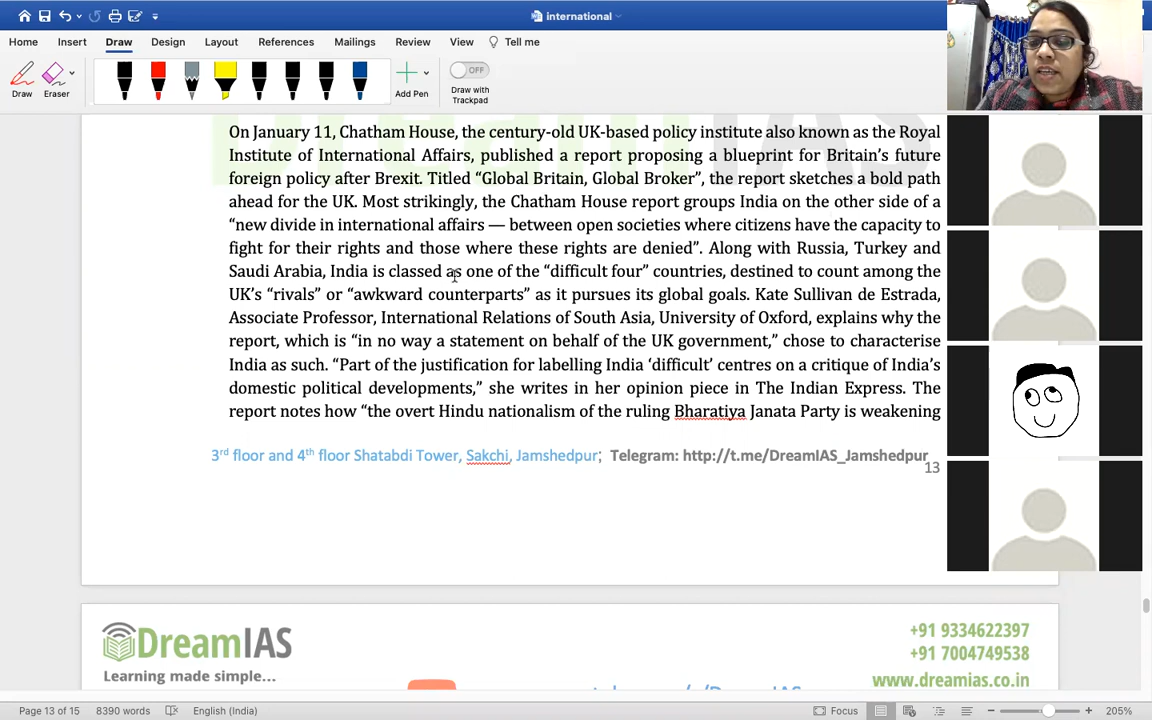 international
Home Insert Draw Design Layout References Mailings Review View Tell me
OFF
Draw Eraser Add Pen Draw with
Trackpad
On January 11, Chatham House, the century-old UK-based policy institute also known as the Royal
Institute of International Affairs, published a report proposing a blueprint for Britain’s future
foreign policy after Brexit. Titled “Global Britain, Global Broker”, the report sketches a bold path
ahead for the UK. Most strikingly, the Chatham House report groups India on the other side of a
“new divide in international affairs — between open societies where citizens have the capacity to
fight for their rights and those where these rights are denied”. Along with Russia, Turkey and
Saudi Arabia, India is classed as one of the “difficult four” countries, destined to count among the
UK’s “rivals” or “awkward counterparts” as it pursues its global goals. Kate Sullivan de Estrada,
Associate Professor, International Relations of South Asia, University of Oxford, explains why the
report, which is “in no way a statement on behalf of the UK government,” chose to characterise
India as such. “Part of the justification for labelling India ‘difficult’ centres on a critique of India’s
domestic political developments,” she writes in her opinion piece in The Indian Express. The
report notes how “the overt Hindu nationalism of the ruling Bharatiya Janata Party is weakening
3rd floor and 4th floor Shatabdi Tower, Sakchi, Jamshedpur; Telegram: http://t.me/DreamIAS_Jamshedpur
13
DreamIAS
Learning made simple...
+91 9334622397
+91 7004749538
www.dreamias.co.in
Page 13 of 15 8390 words English (India) Focus 205%